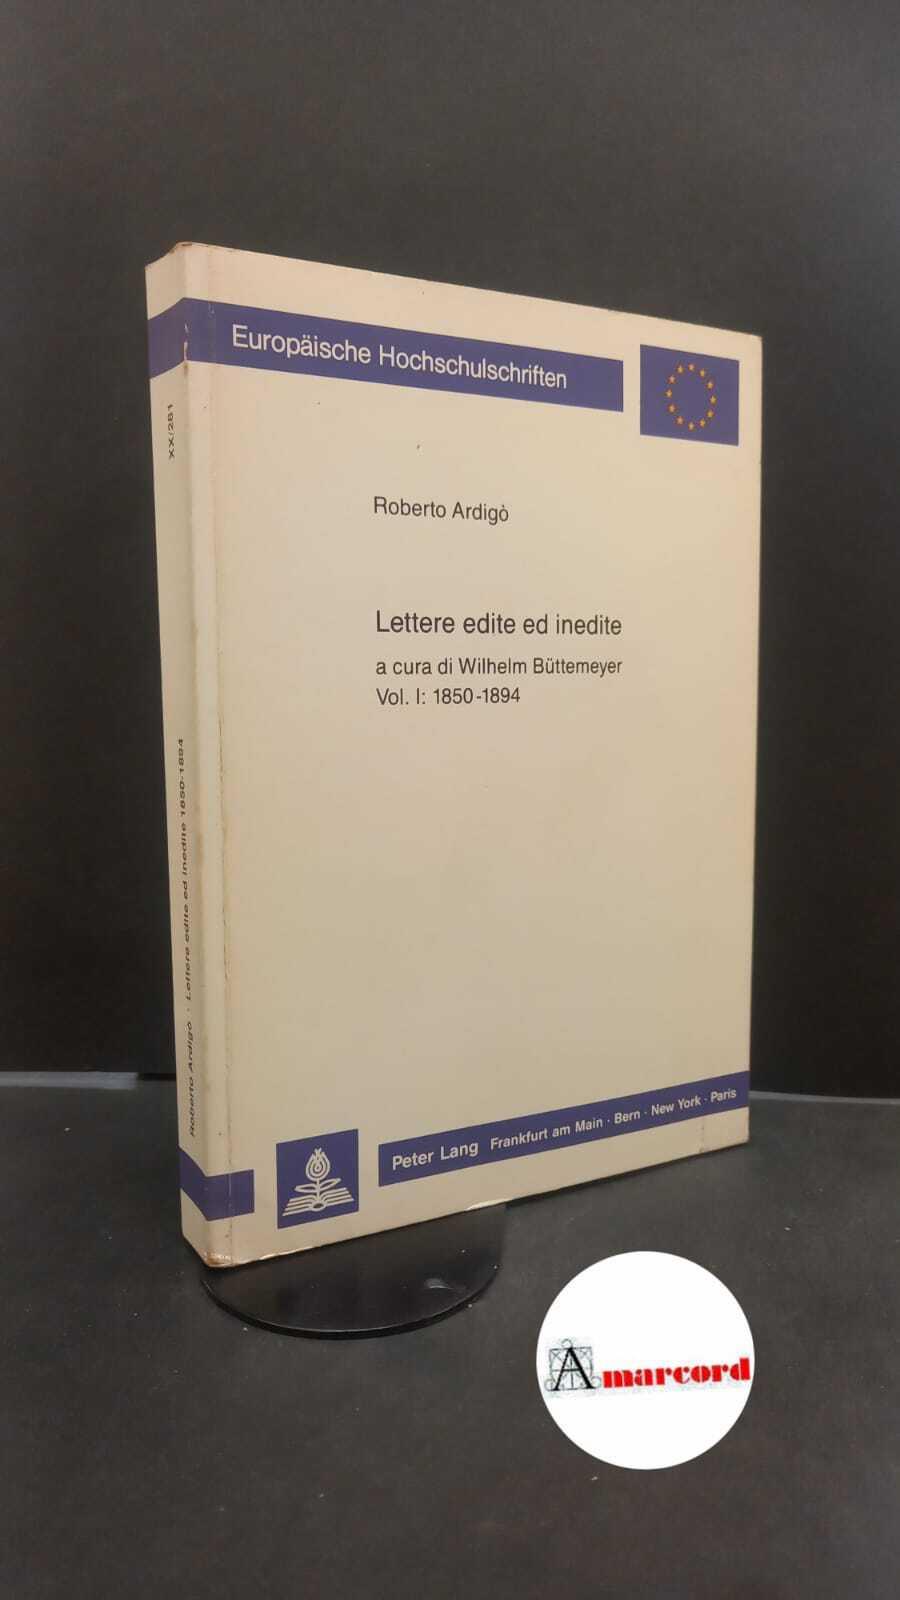 Europäische Hochschulschriften
Roberto Ardigò
Lettere edite ed inedite
a cura di Wilhelm Büttemeyer
Vol. I: 1850-1894
Peter Lang Frankfurt am Main · Bern · New York · Paris
XX/281
Roberto Ardigò · Lettere edite ed inedite 1850-1894
Amarcord